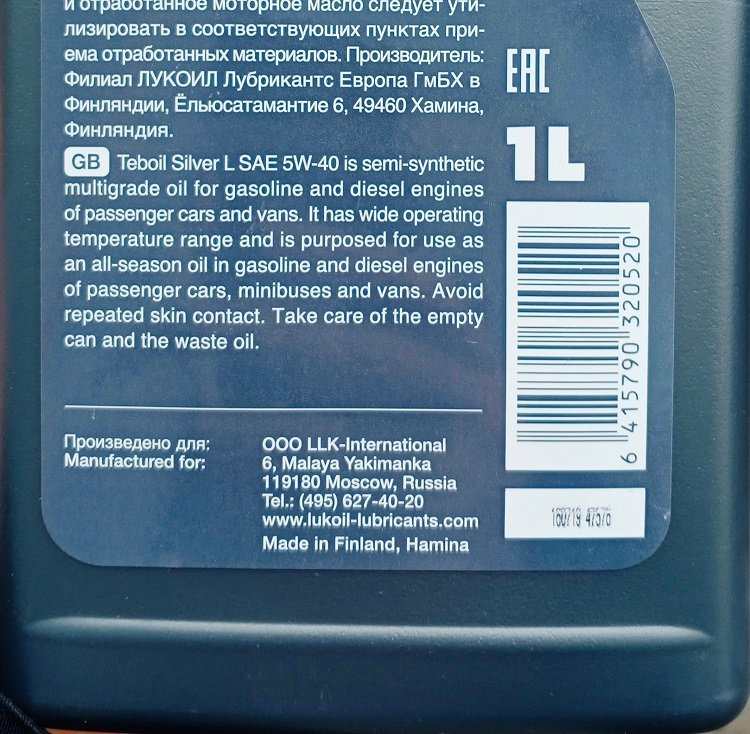 и отработанное моторное масло следует ути-
лизировать в соответствующих пунктах при-
ема отработанных материалов. Производитель:
Филиал ЛУКОИЛ Лубрикантс Европа ГмБХ в
Финляндии, Ёльюсатамантие 6, 49460 Хамина,
Финляндия.
GB Teboil Silver L SAE 5W-40 is semi-synthetic
multigrade oil for gasoline and diesel engines
of passenger cars and vans. It has wide operating
temperature range and is purposed for use as
an all-season oil in gasoline and diesel engines
of passenger cars, minibuses and vans. Avoid
repeated skin contact. Take care of the empty
can and the waste oil.
Произведено для:
Manufactured for:
OOO LLK-International
6, Malaya Yakimanka
119180 Moscow, Russia
Tel.: (495) 627-40-20
www.lukoil-lubricants.com
Made in Finland, Hamina
EAC
1L
6 415790 320520
160719 47576